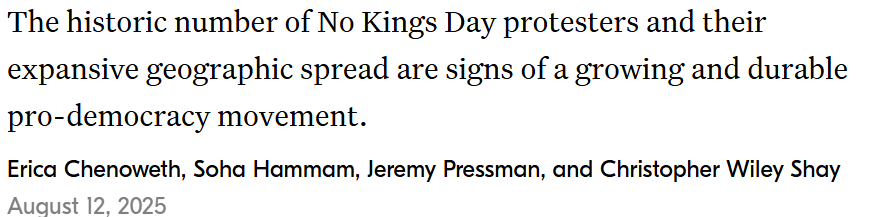 The historic number of No Kings Day protesters and their
expansive geographic spread are signs of a growing and durable
pro-democracy movement.
Erica Chenoweth, Soha Hammam, Jeremy Pressman, and Christopher Wiley Shay
August 12, 2025